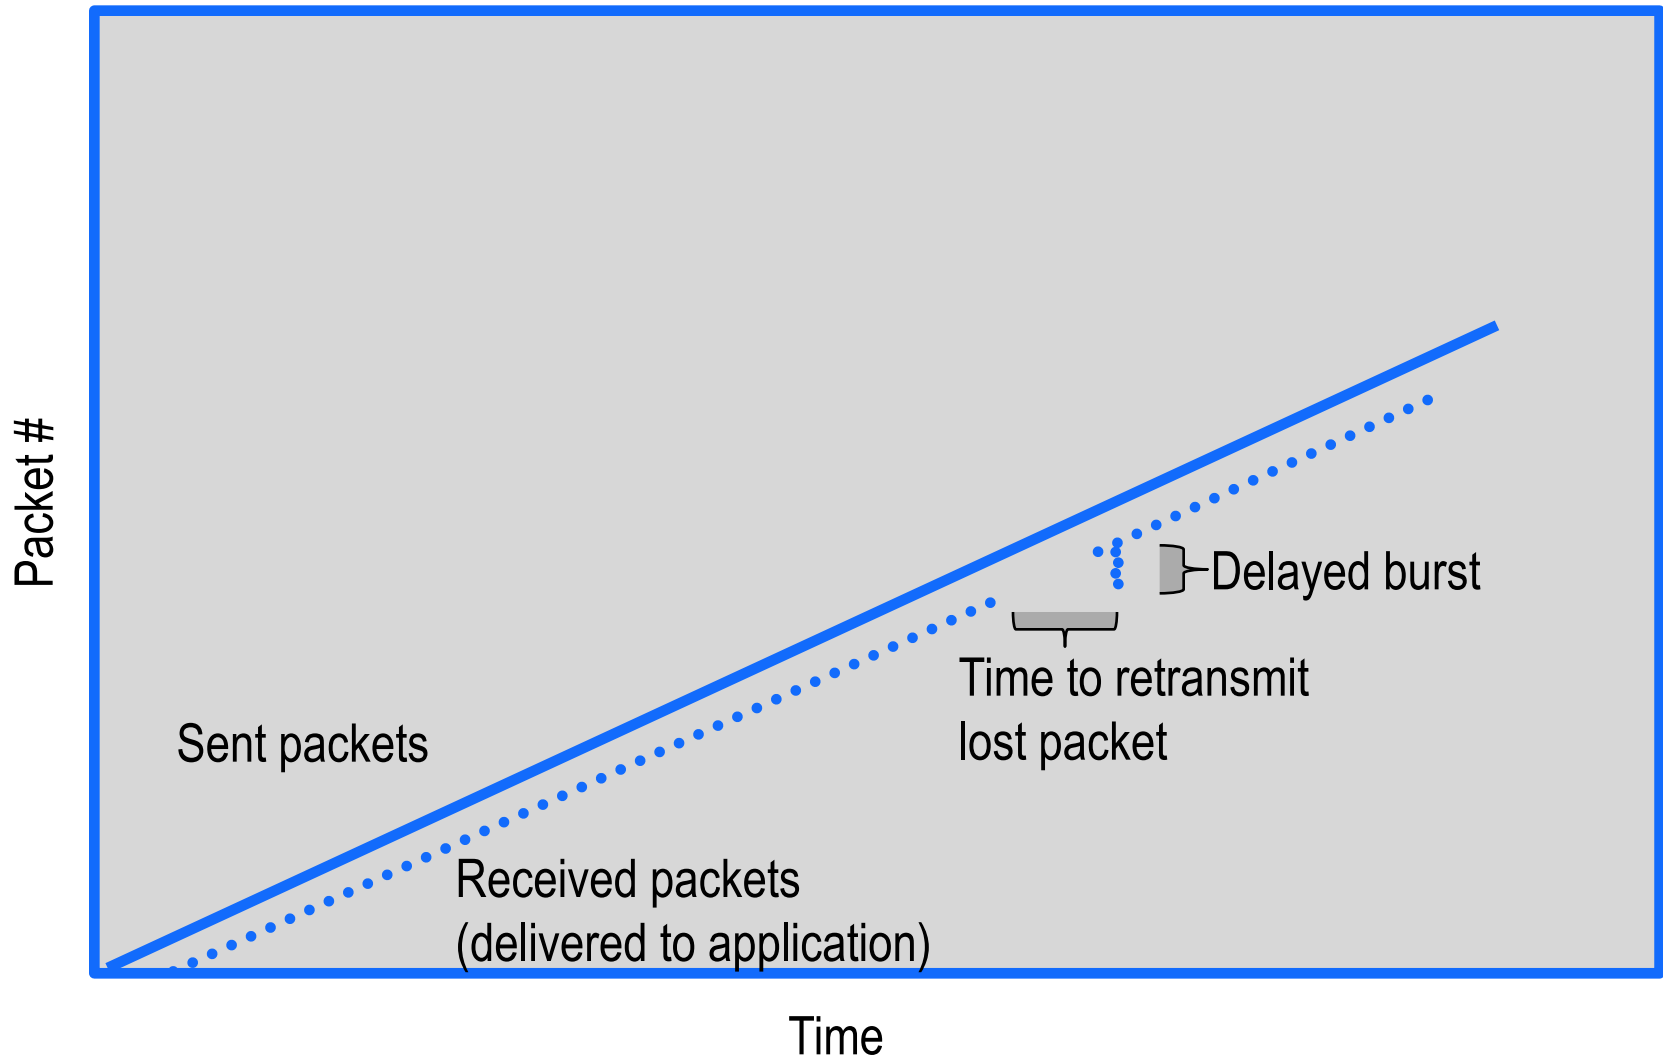 Packet #
Delayed burst
Time to retransmit
lost packet
Sent packets
Received packets
(delivered to application)
Time